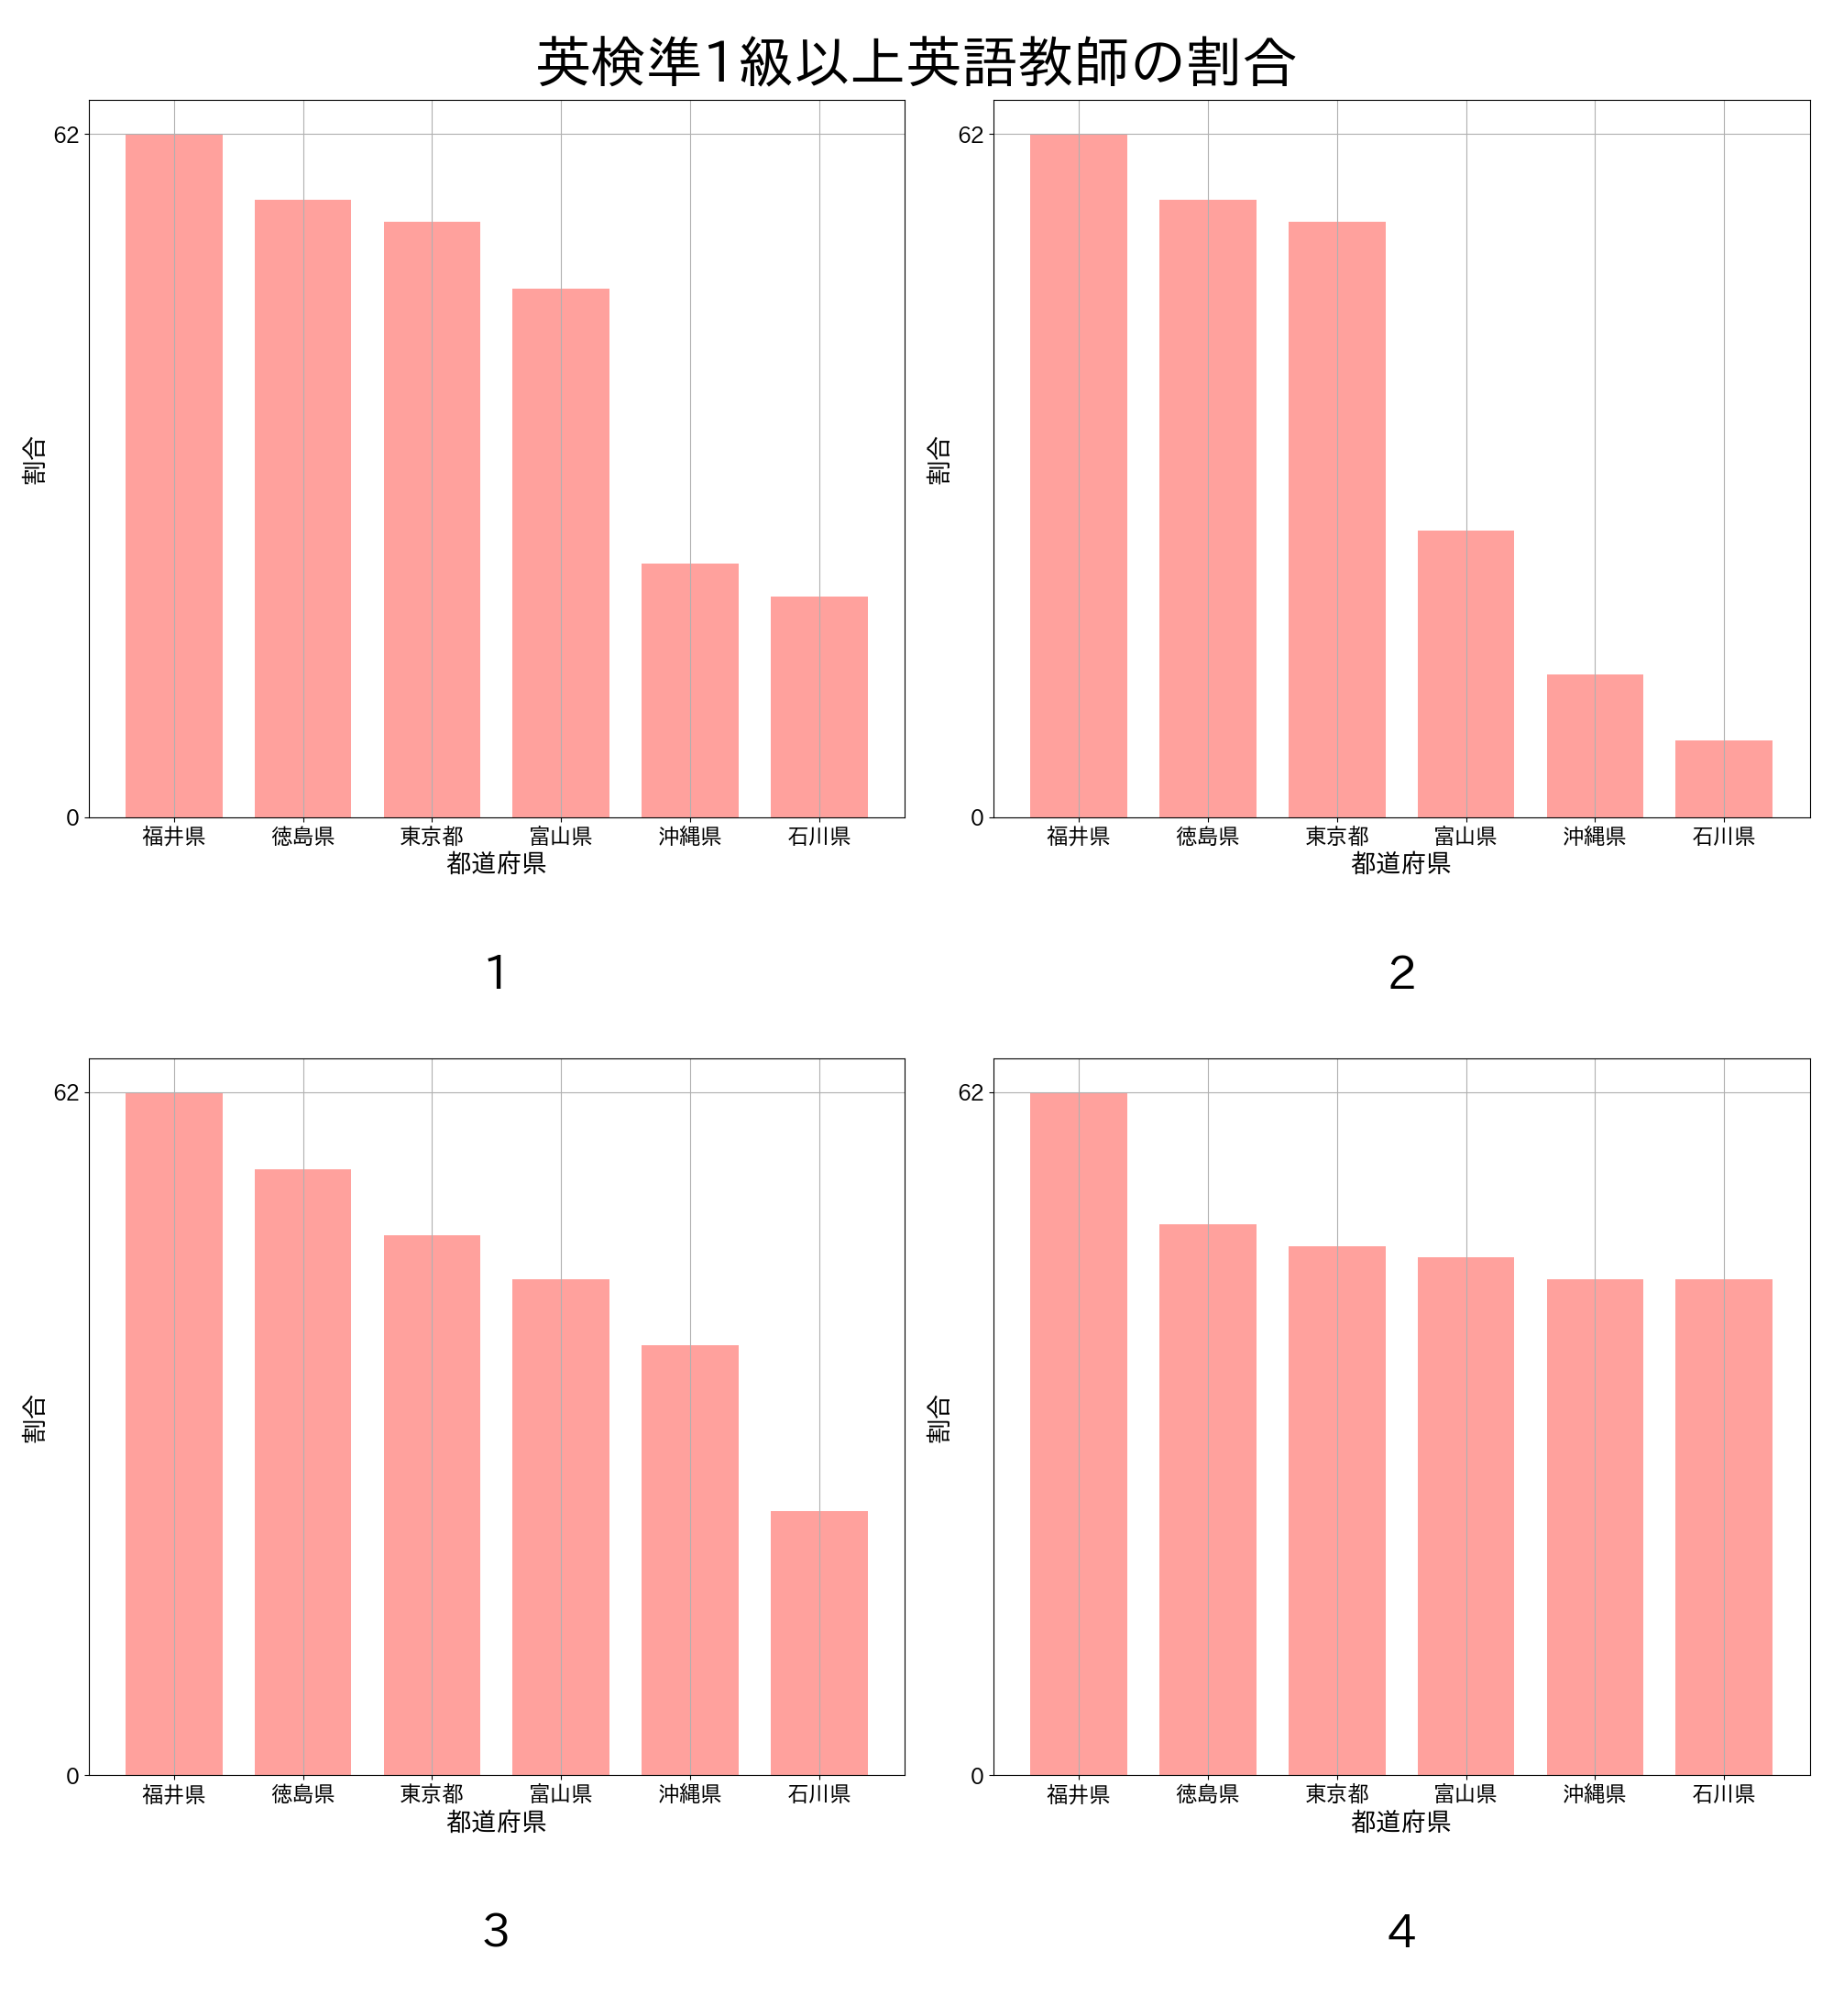 英検準1級以上英語教師の割合
62
0
割合
福井県 徳島県 東京都 富山県 沖縄県 石川県
都道府県
1
62
0
割合
福井県 徳島県 東京都 富山県 沖縄県 石川県
都道府県
2
62
0
割合
福井県 徳島県 東京都 富山県 沖縄県 石川県
都道府県
3
62
0
割合
福井県 徳島県 東京都 富山県 沖縄県 石川県
都道府県
4